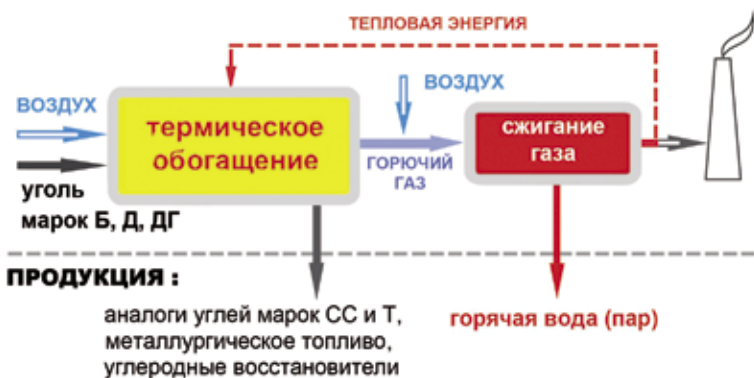 ТЕПЛОВАЯ ЭНЕРГИЯ
ВОЗДУХ
термическое
обогащение
уголь
марок Б, Д, ДГ
ВОЗДУХ
ГОРЮЧИЙ
ГАЗ
сжигание
газа
ПРОДУКЦИЯ :
аналоги углей марок СС и Т,
металлургическое топливо,
углеродные восстановители
горячая вода (пар)